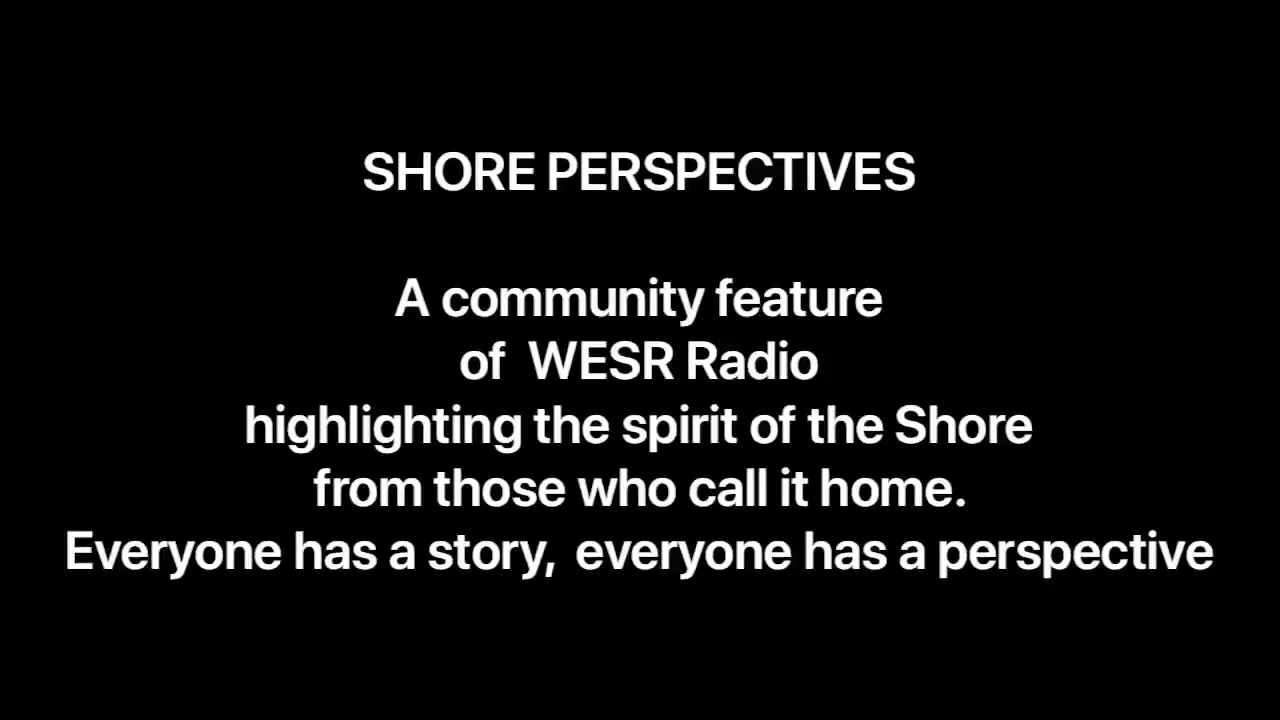 SHORE PERSPECTIVES
A community feature
of WESR Radio
highlighting the spirit of the Shore
from those who call it home.
Everyone has a story, everyone has a perspective